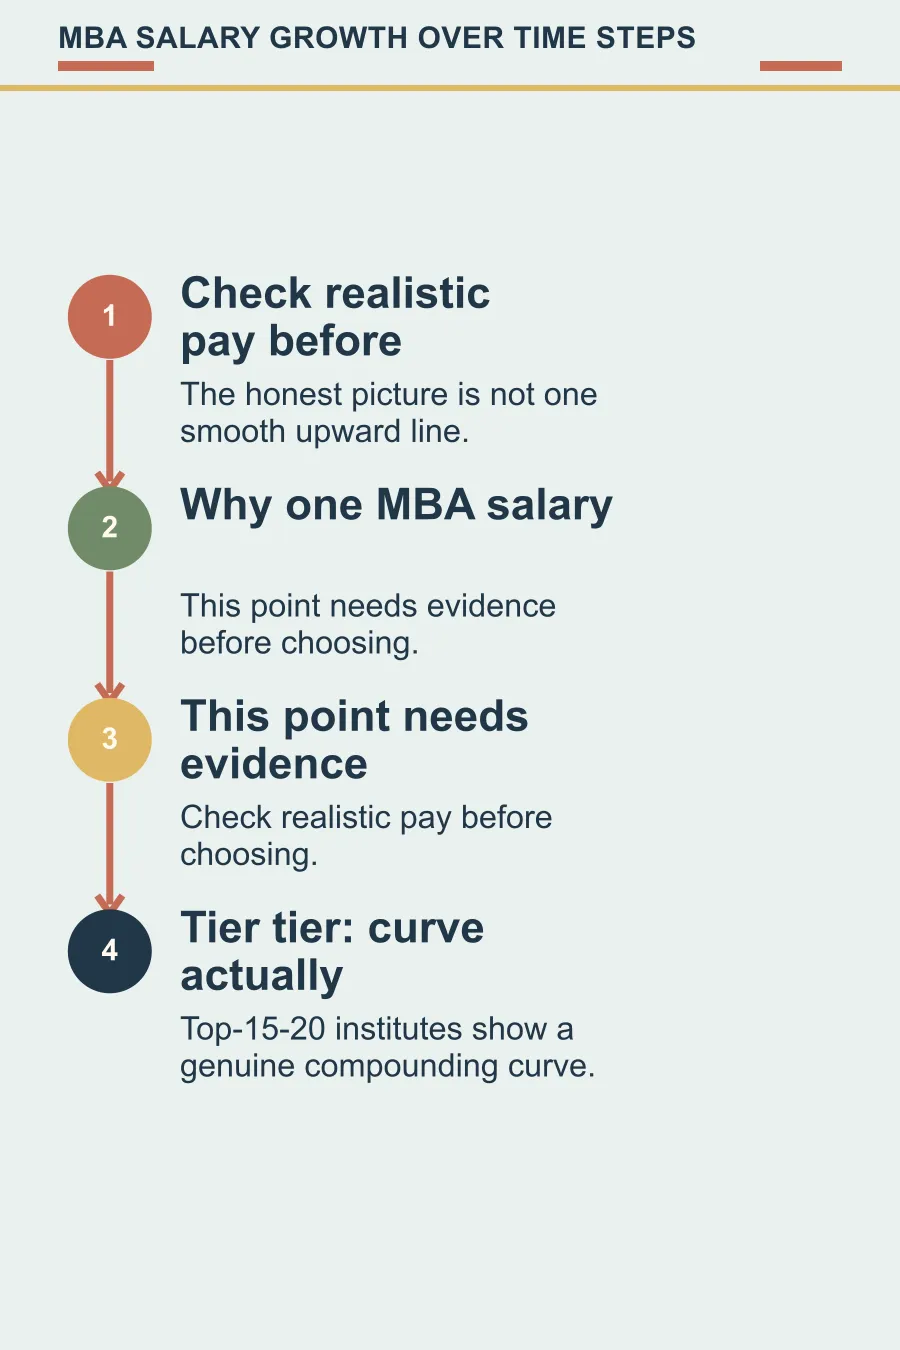 MBA SALARY GROWTH OVER TIME STEPS
1
Check realistic
pay before
The honest picture is not one
smooth upward line.
2
Why one MBA salary
This point needs evidence
before choosing.
3
This point needs
evidence
Check realistic pay before
choosing.
4
Tier tier: curve
actually
Top-15-20 institutes show a
genuine compounding curve.